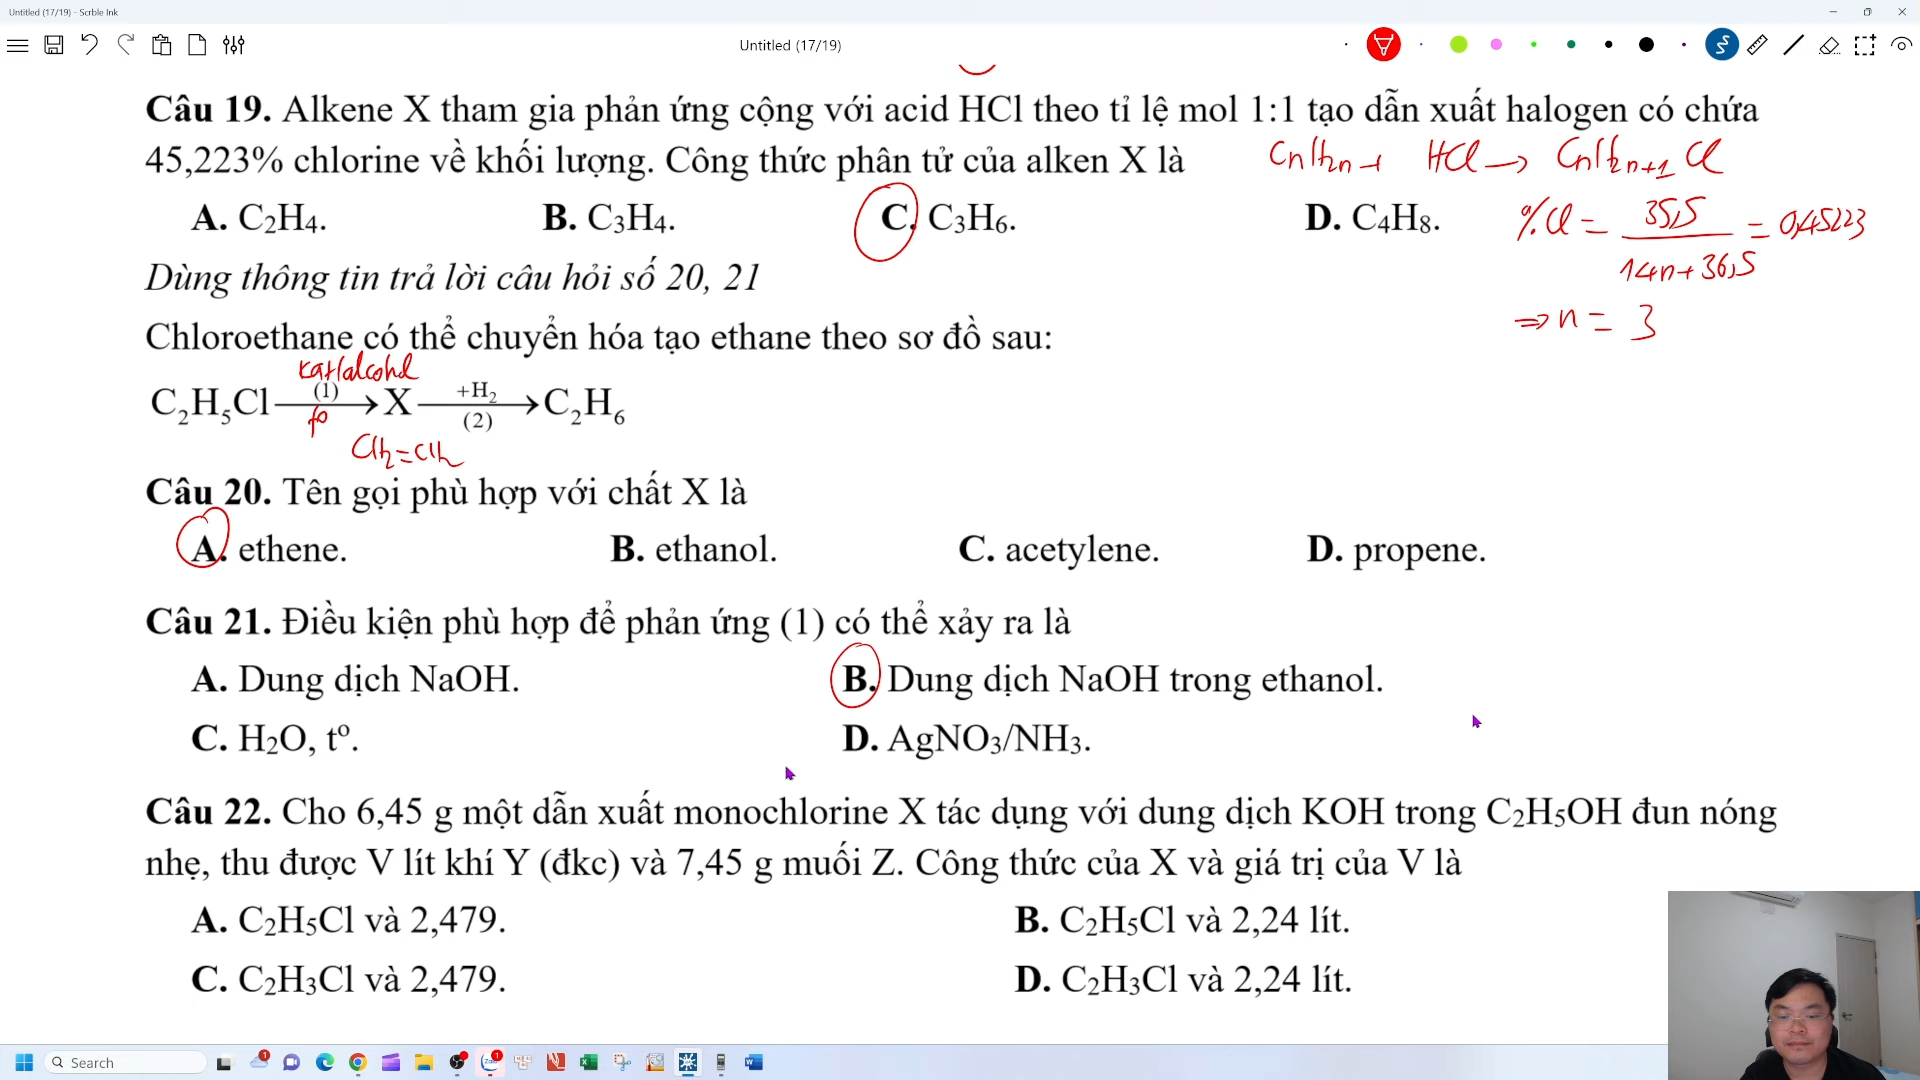 Untitled (17/19) - Scrble Ink
Untitled (17/19)
Câu 19. Alkene X tham gia phản ứng cộng với acid HCl theo tỉ lệ mol 1:1 tạo dẫn xuất halogen có chứa
45,223% chlorine về khối lượng. Công thức phân tử của alken X là
CnH2n + HCl → CnH2n+1 Cl
A. C2H4. B. C3H4. C. C3H6. D. C4H8.
%Cl = 35,5 / 14n+36,5 = 0,45223
⇒ n = 3
Dùng thông tin trả lời câu hỏi số 20, 21
Chloroethane có thể chuyển hóa tạo ethane theo sơ đồ sau:
C2H5Cl (1) → X +H2 (2) → C2H6
CH2=CH2
Câu 20. Tên gọi phù hợp với chất X là
A. ethene. B. ethanol. C. acetylene. D. propene.
Câu 21. Điều kiện phù hợp để phản ứng (1) có thể xảy ra là
A. Dung dịch NaOH. B. Dung dịch NaOH trong ethanol.
C. H2O, tº. D. AgNO3/NH3.
Câu 22. Cho 6,45 g một dẫn xuất monochlorine X tác dụng với dung dịch KOH trong C2H5OH đun nóng
nhẹ, thu được V lít khí Y (đkc) và 7,45 g muối Z. Công thức của X và giá trị của V là
A. C2H5Cl và 2,479. B. C2H5Cl và 2,24 lít.
C. C2H3Cl và 2,479. D. C2H3Cl và 2,24 lít.
Search